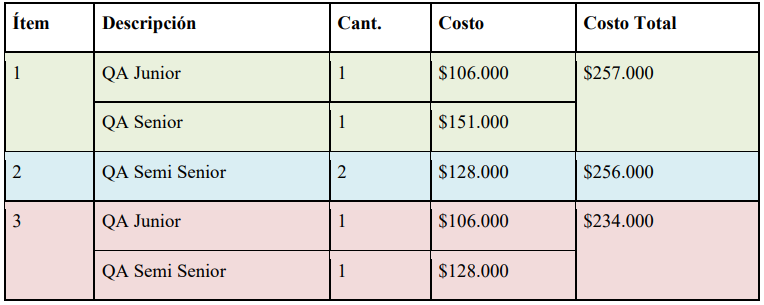 Ítem Descripción Cant. Costo Costo Total
1 QA Junior 1 $106.000 $257.000
QA Senior 1 $151.000
2 QA Semi Senior 2 $128.000 $256.000
3 QA Junior 1 $106.000 $234.000
QA Semi Senior 1 $128.000